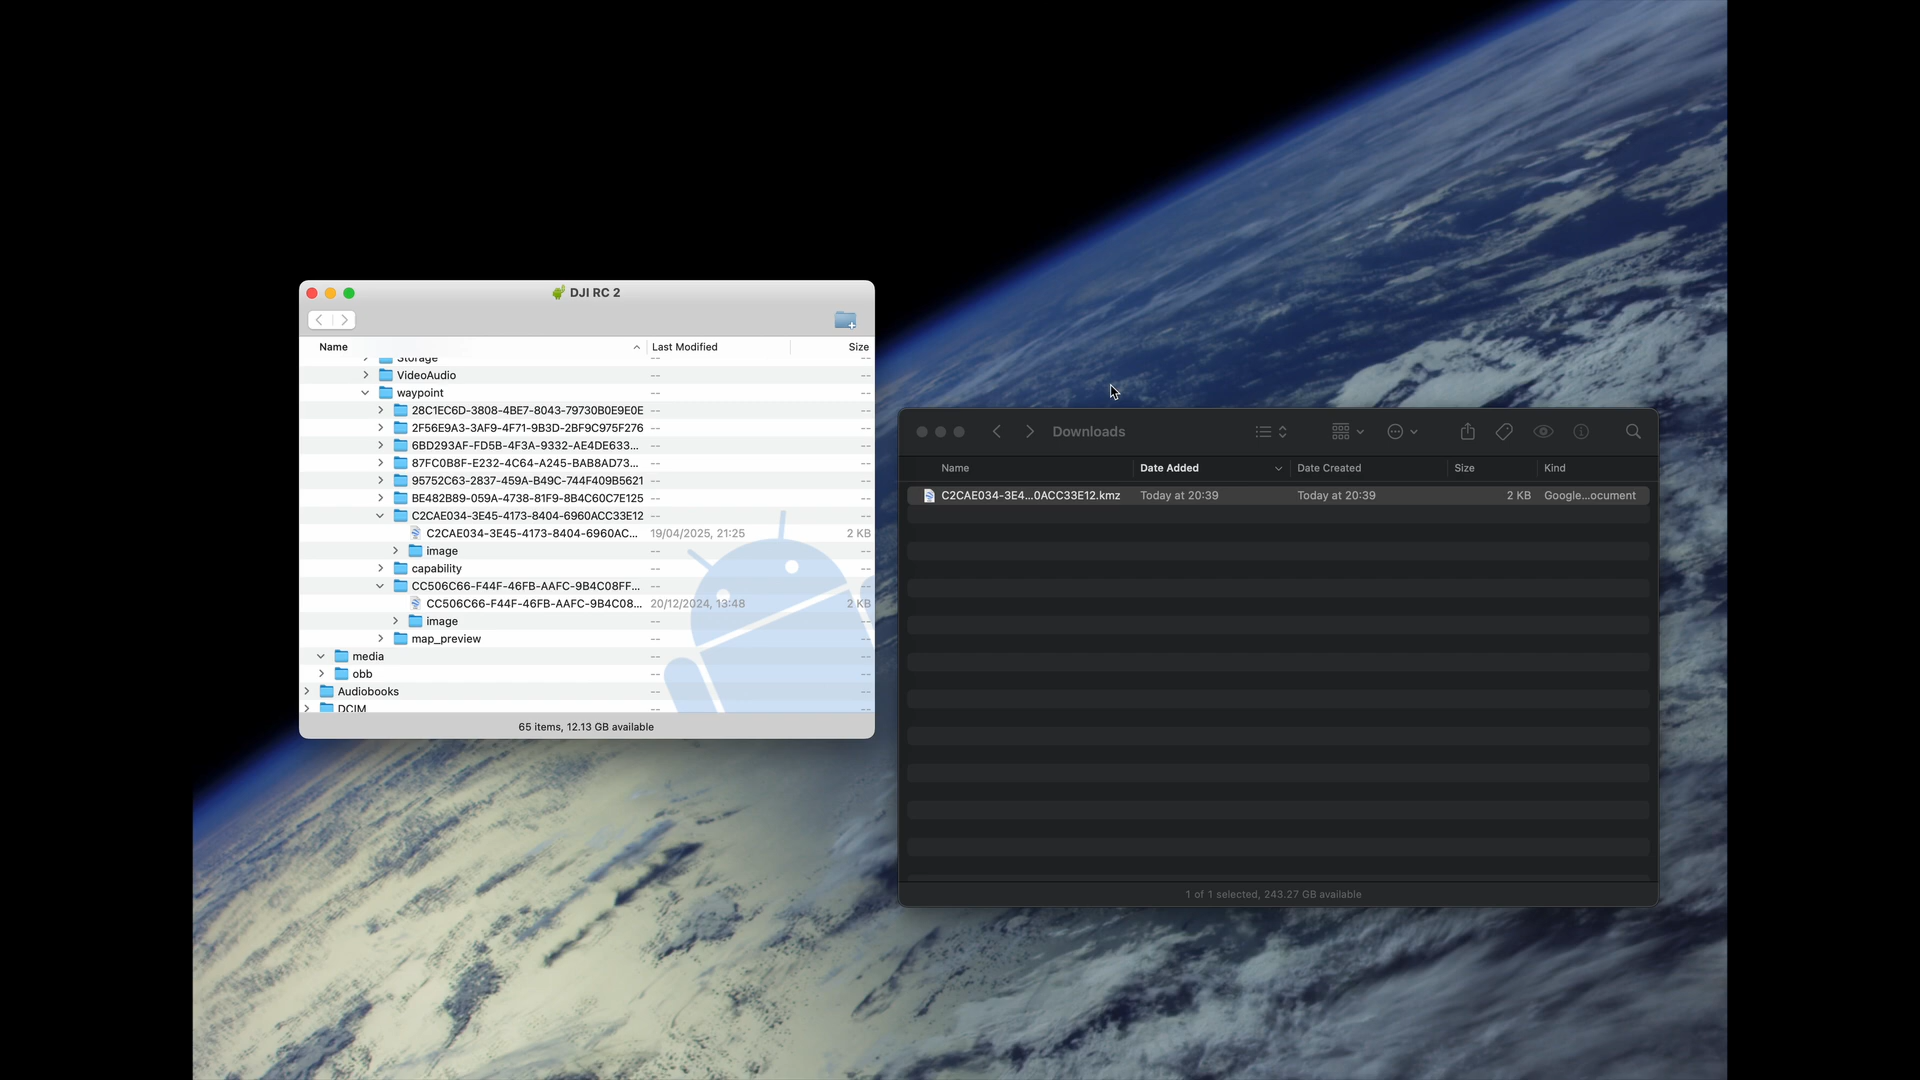 DJI RC 2
Name Last Modified Size
Storage --  --
VideoAudio -- --
waypoint -- --
28C1EC6D-3808-4BE7-8043-79730B0E9E0E -- --
2F56E9A3-3AF9-4F71-9B3D-2BF9C975F276 -- --
6BD293AF-FD5B-4F3A-9332-AE4DE633... -- --
87FC0B8F-E232-4C64-A245-BAB8AD73... -- --
95752C63-2837-459A-B49C-744F409B5621 -- --
BE482B89-059A-4738-81F9-8B4C60C7E125 -- --
C2CAE034-3E45-4173-8404-6960ACC33E12 -- --
C2CAE034-3E45-4173-8404-6960AC... 19/04/2025, 21:25 2 KB
image -- --
capability -- --
CC506C66-F44F-46FB-AAFC-9B4C08FF... -- --
CC506C66-F44F-46FB-AAFC-9B4C08... 20/12/2024, 13:48 2 KB
image -- --
map_preview -- --
media -- --
obb -- --
Audiobooks -- --
DCIM -- --
65 items, 12.13 GB available
Downloads
Name Date Added Date Created Size Kind
C2CAE034-3E4...0ACC33E12.kmz Today at 20:39 Today at 20:39 2 KB Google...ocument
1 of 1 selected, 243.27 GB available